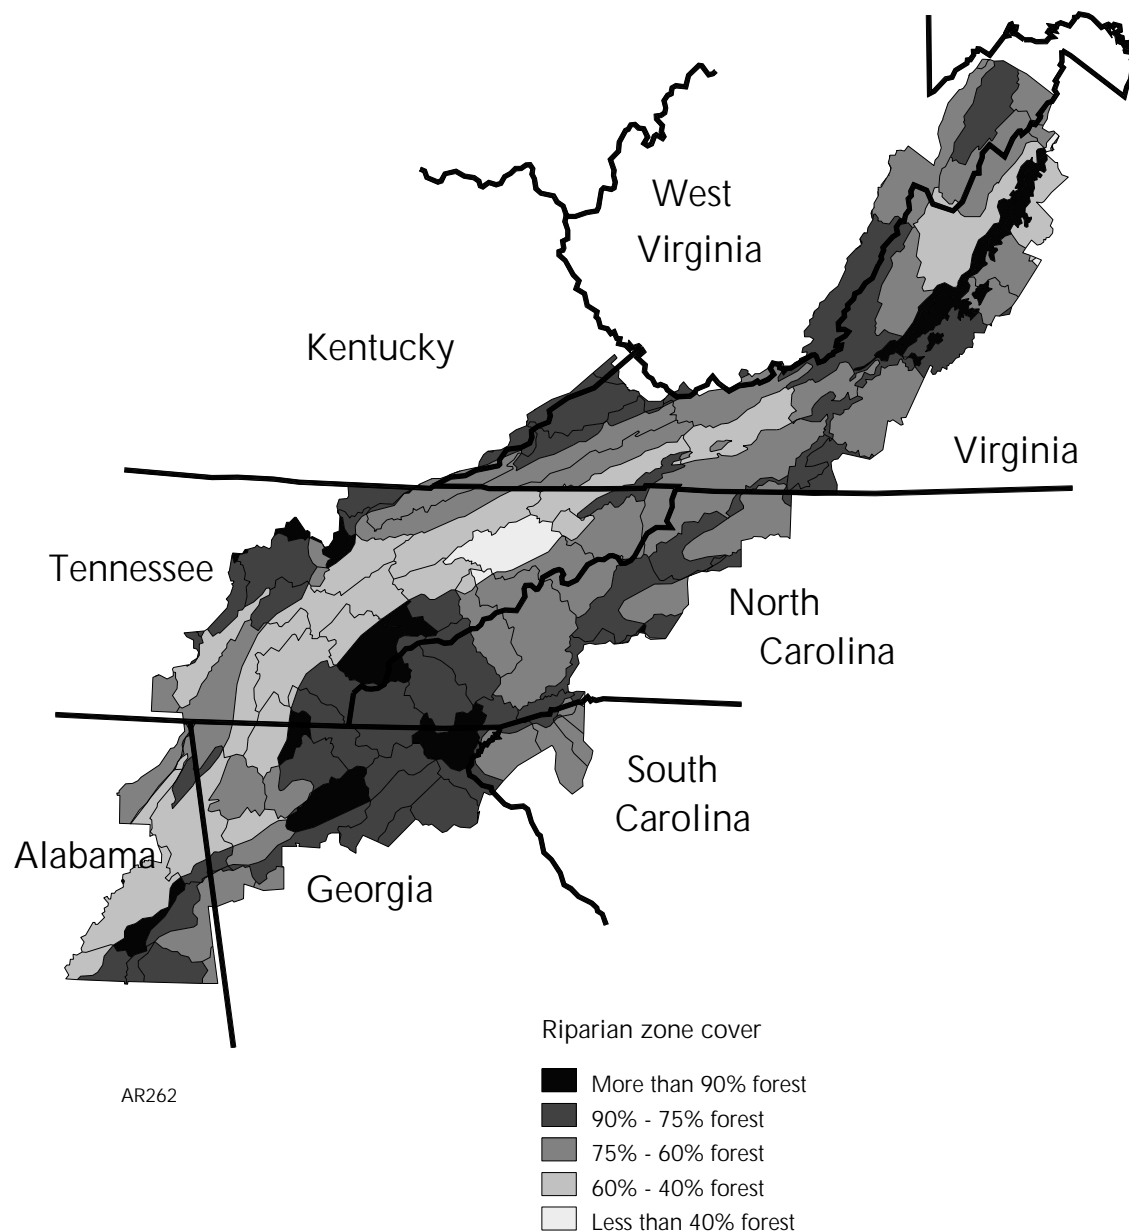 West
Virginia
Kentucky
Virginia
Tennessee
North
Carolina
South
Carolina
Alabama
Georgia
Riparian zone cover
More than 90% forest
AR262
90% - 75% forest
75% - 60% forest
60% - 40% forest
Less than 40% forest